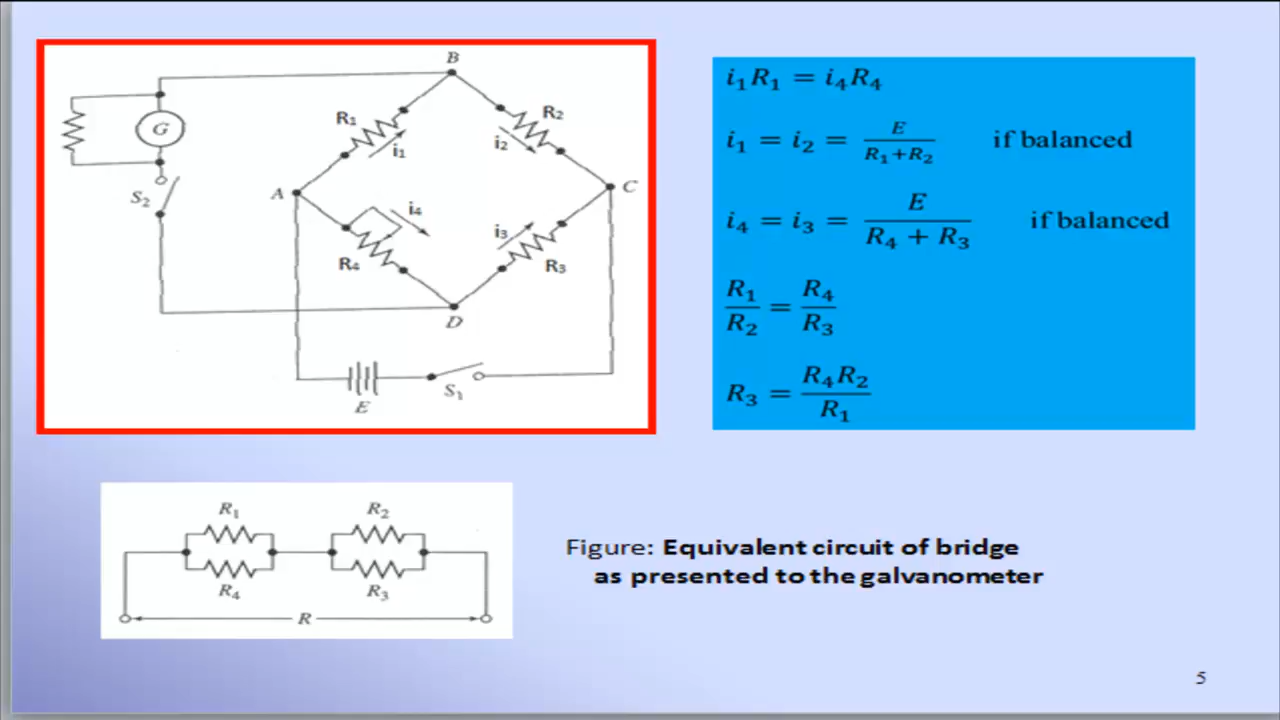 B
R₁
R₂
G
i₁
i₂
S₂
A
C
i₄
i₃
R₄
R₃
D
E
S₁
i₁R₁ = i₄R₄
i₁ = i₂ = E / (R₁+R₂) if balanced
i₄ = i₃ = E / (R₄ + R₃) if balanced
R₁/R₂ = R₄/R₃
R₃ = R₄R₂ / R₁
R₁
R₂
R₄
R₃
R
Figure: Equivalent circuit of bridge
as presented to the galvanometer
5